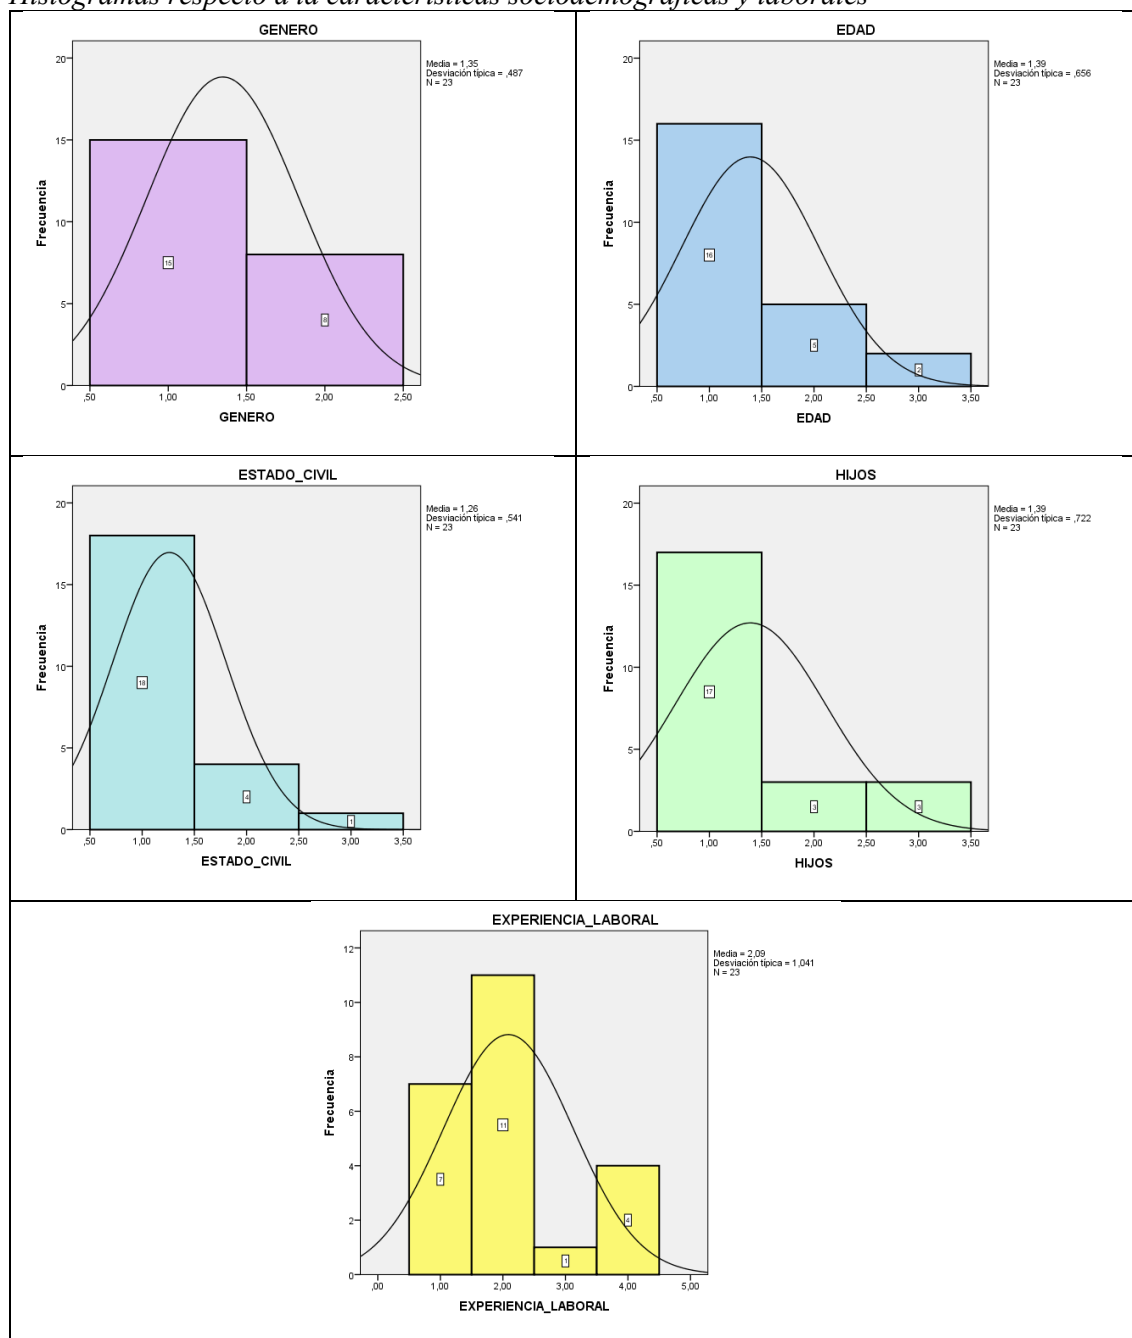 Histogramas respecto a la características sociodemográficas y laborales
GENERO
Media = 1,35
Desviación típica = ,487
N = 23
Frecuencia
20
15
10
5
0
15
8
,50 1,00 1,50 2,00 2,50
GENERO
EDAD
Media = 1,39
Desviación típica = ,656
N = 23
Frecuencia
20
15
10
5
0
16
5
2
,50 1,00 1,50 2,00 2,50 3,00 3,50
EDAD
ESTADO_CIVIL
Media = 1,26
Desviación típica = ,541
N = 23
Frecuencia
20
15
10
5
0
18
4
1
,50 1,00 1,50 2,00 2,50 3,00 3,50
ESTADO_CIVIL
HIJOS
Media = 1,39
Desviación típica = ,722
N = 23
Frecuencia
20
15
10
5
0
17
3
3
,50 1,00 1,50 2,00 2,50 3,00 3,50
HIJOS
EXPERIENCIA_LABORAL
Media = 2,09
Desviación típica = 1,041
N = 23
Frecuencia
12
10
8
6
4
2
0
7
11
1
4
,00 1,00 2,00 3,00 4,00 5,00
EXPERIENCIA_LABORAL